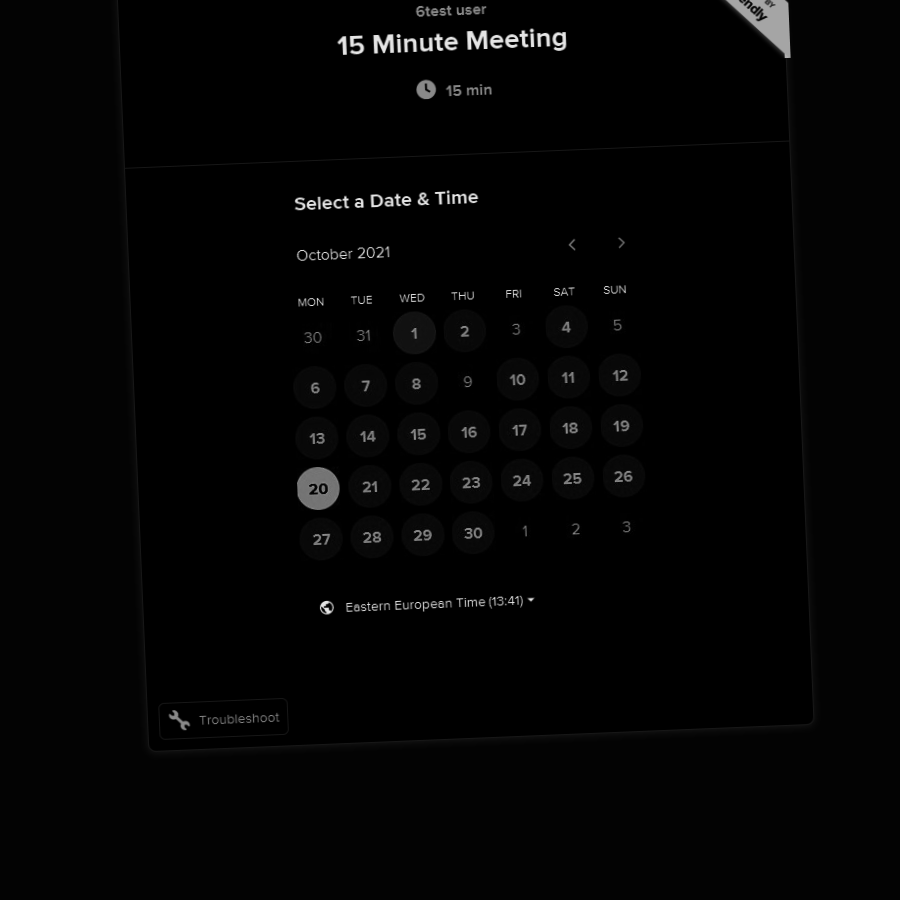 6test user
15 Minute Meeting
15 min
BY
Select a Date & Time
October 2021
MON TUE WED THU FRI SAT SUN
30 31 1 2 3 4 5
6 7 8 9 10 11 12
13 14 15 16 17 18 19
20 21 22 23 24 25 26
27 28 29 30 1 2 3
Eastern European Time (13:41)
Troubleshoot